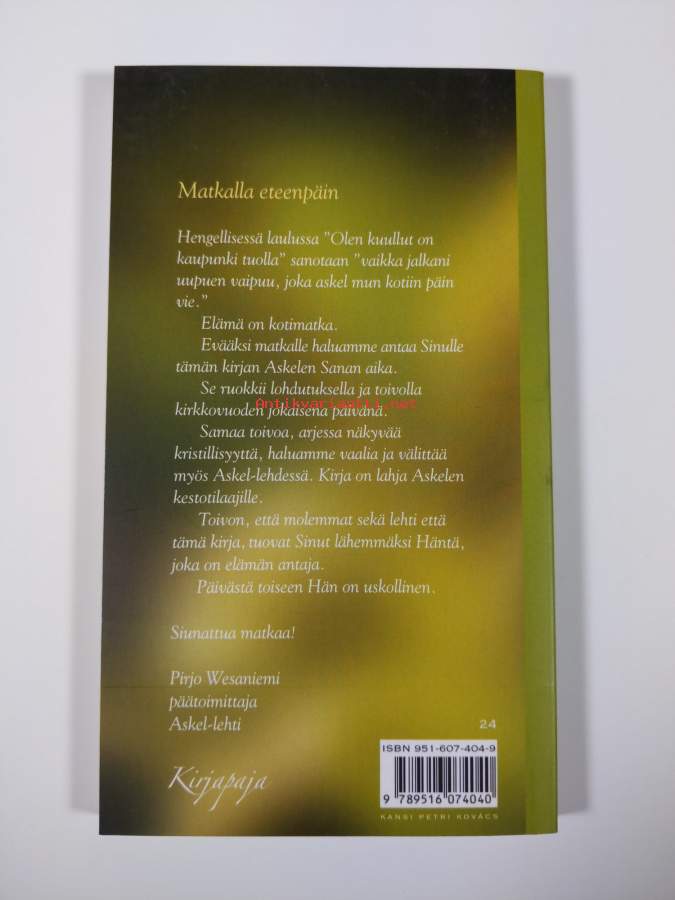 Matkalla eteenpäin
Hengellisessä laulussa "Olen kuullut on
kaupunki tuolla" sanotaan "vaikka jalkani
uupuen vaipuu, joka askel mun kotiin päin
vie."
Elämä on kotimatka.
Evääksi matkalle haluamme antaa Sinulle
tämän kirjan Askelen Sanan aika.
Se ruokkii lohdutuksella ja toivolla
kirkkovuoden jokaisena päivänä.
Antikvariaatti.net
Samaa toivoa, arjessa näkyvää
kristillisyyttä, haluamme vaalia ja välittää
myös Askel-lehdessä. Kirja on lahja Askelen
kestotilaajille.
Toivon, että molemmat sekä lehti että
tämä kirja, tuovat Sinut lähemmäksi Häntä,
joka on elämän antaja.
Päivästä toiseen Hän on uskollinen.
Siunattua matkaa!
Pirjo Wesaniemi
päätoimittaja
Askel-lehti
24
ISBN 951-607-404-9
Kirjapaja
9 789516 074040
KANSI PETRI KOVÁCS